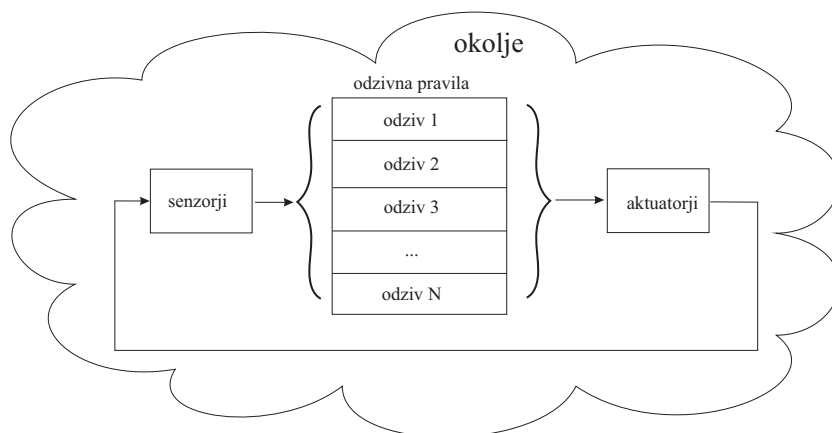 okolje
odzivna pravila
odziv 1
odziv 2
senzorji
odziv 3
aktuatorji
...
odziv N